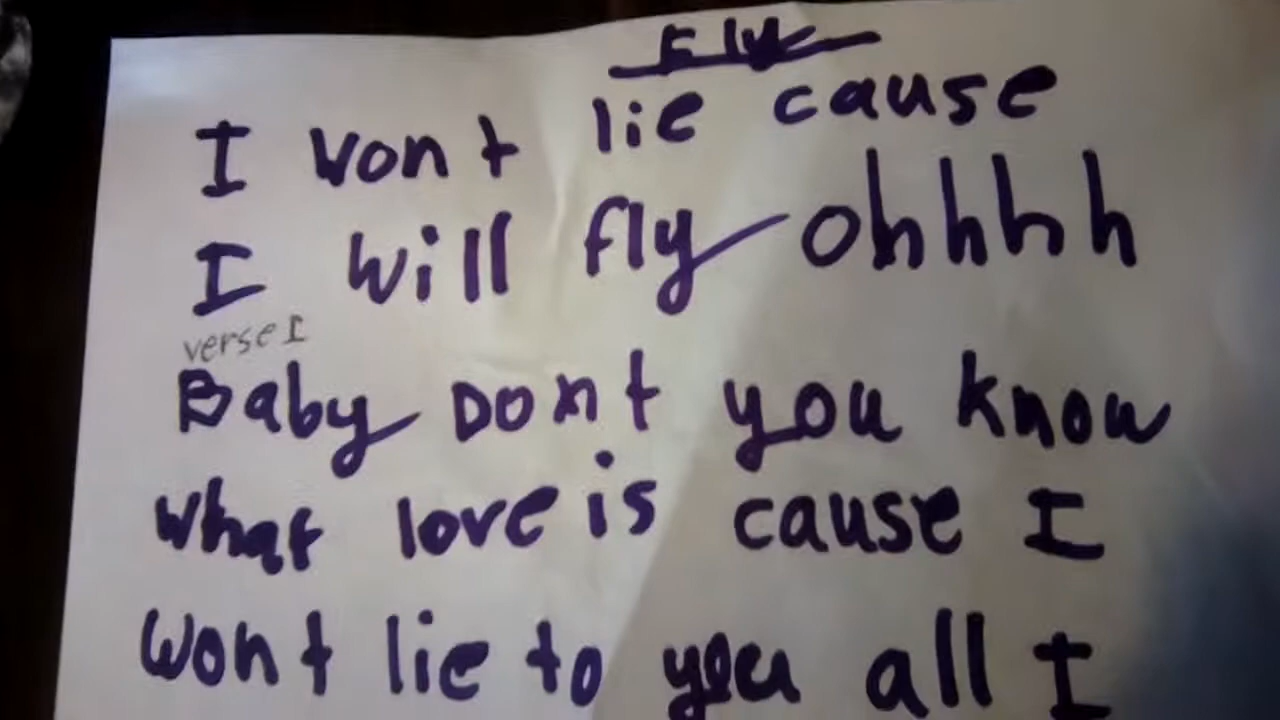 Fly
I Wont lie cause
I Will fly ohhhh
verse I
Baby Dont you know
What love is cause I
Wont lie to you all I